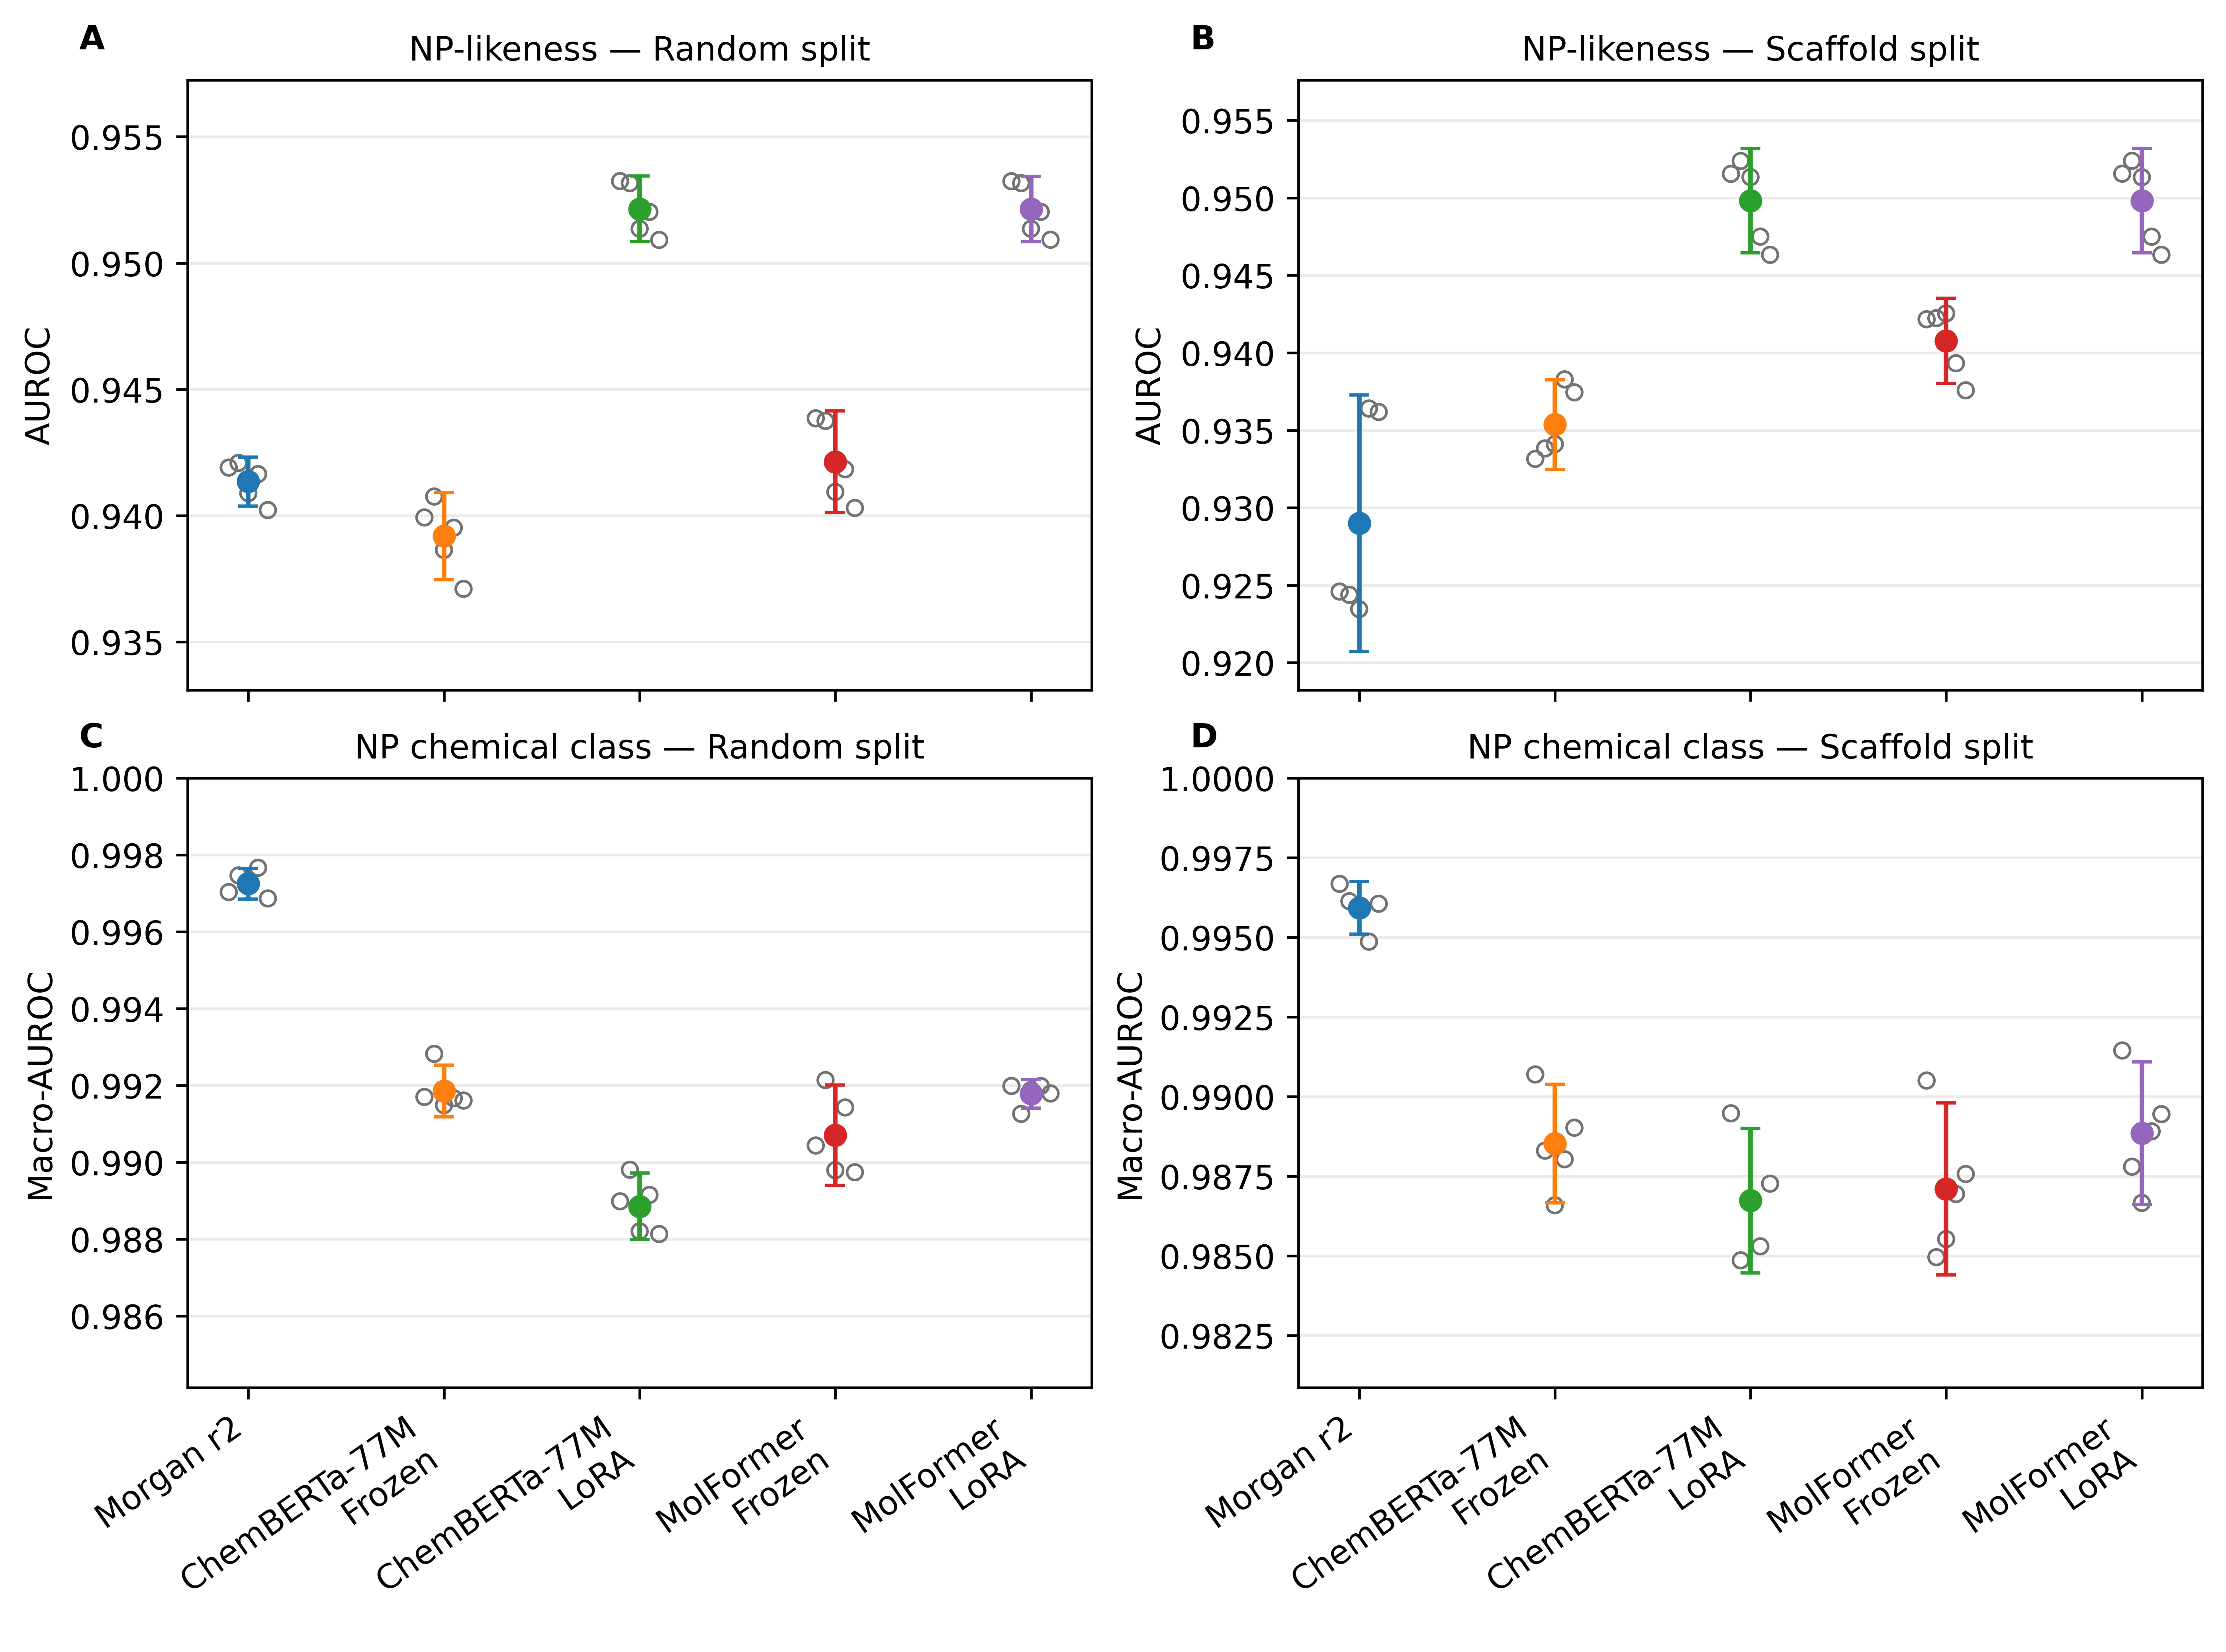 A
NP-likeness — Random split
AUROC
0.955
0.950
0.945
0.940
0.935
B
NP-likeness — Scaffold split
AUROC
0.955
0.950
0.945
0.940
0.935
0.930
0.925
0.920
C
NP chemical class — Random split
Macro-AUROC
1.000
0.998
0.996
0.994
0.992
0.990
0.988
0.986
Morgan r2
ChemBERTa-77M
Frozen
ChemBERTa-77M
LoRA
MolFormer
Frozen
MolFormer
LoRA
D
NP chemical class — Scaffold split
Macro-AUROC
1.0000
0.9975
0.9950
0.9925
0.9900
0.9875
0.9850
0.9825
Morgan r2
ChemBERTa-77M
Frozen
ChemBERTa-77M
LoRA
MolFormer
Frozen
MolFormer
LoRA